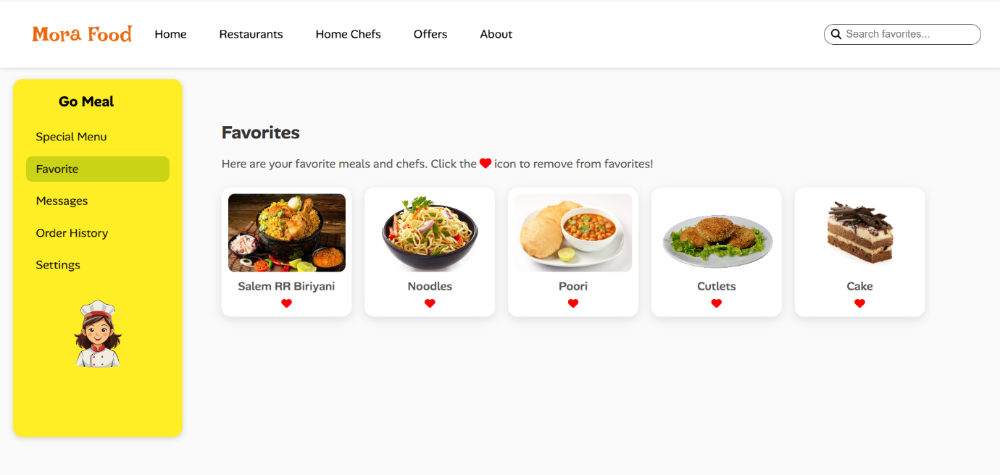 Mora Food
Home
Restaurants
Home Chefs
Offers
About
Search favorites...
Go Meal
Special Menu
Favorite
Messages
Order History
Settings
Favorites
Here are your favorite meals and chefs. Click the icon to remove from favorites!
Salem RR Biriyani
Noodles
Poori
Cutlets
Cake